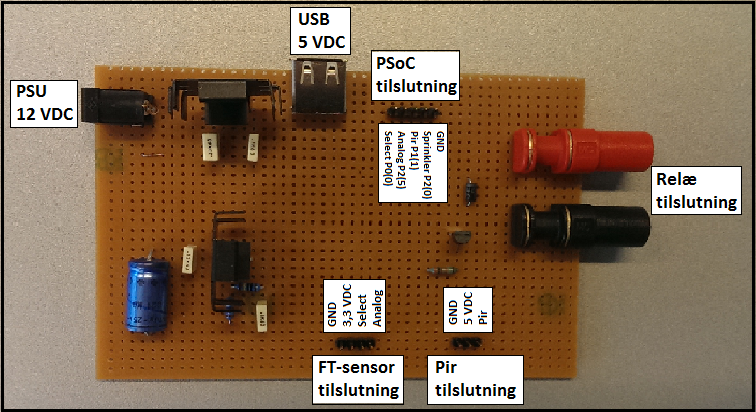 USB
5 VDC
PSoC
tilslutning
PSU
12 VDC
GND
Sprinkler P2(0)
Pir P1(1)
Analog P2(5)
Select P0(0)
Relæ
tilslutning
GND
3,3 VDC
Select
Analog
GND
5 VDC
Pir
FT-sensor
tilslutning
Pir
tilslutning